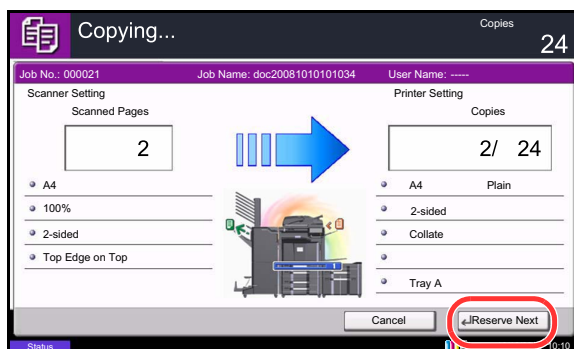 Copying...
Copies
24
Job No.: 000021 Job Name: doc20081010101034 User Name: -----
Scanner Setting Printer Setting
Scanned Pages Copies
2 2/ 24
A4 A4 Plain
100% 2-sided
2-sided Collate
Top Edge on Top
Tray A
1
Cancel Reserve Next
Status 10:10